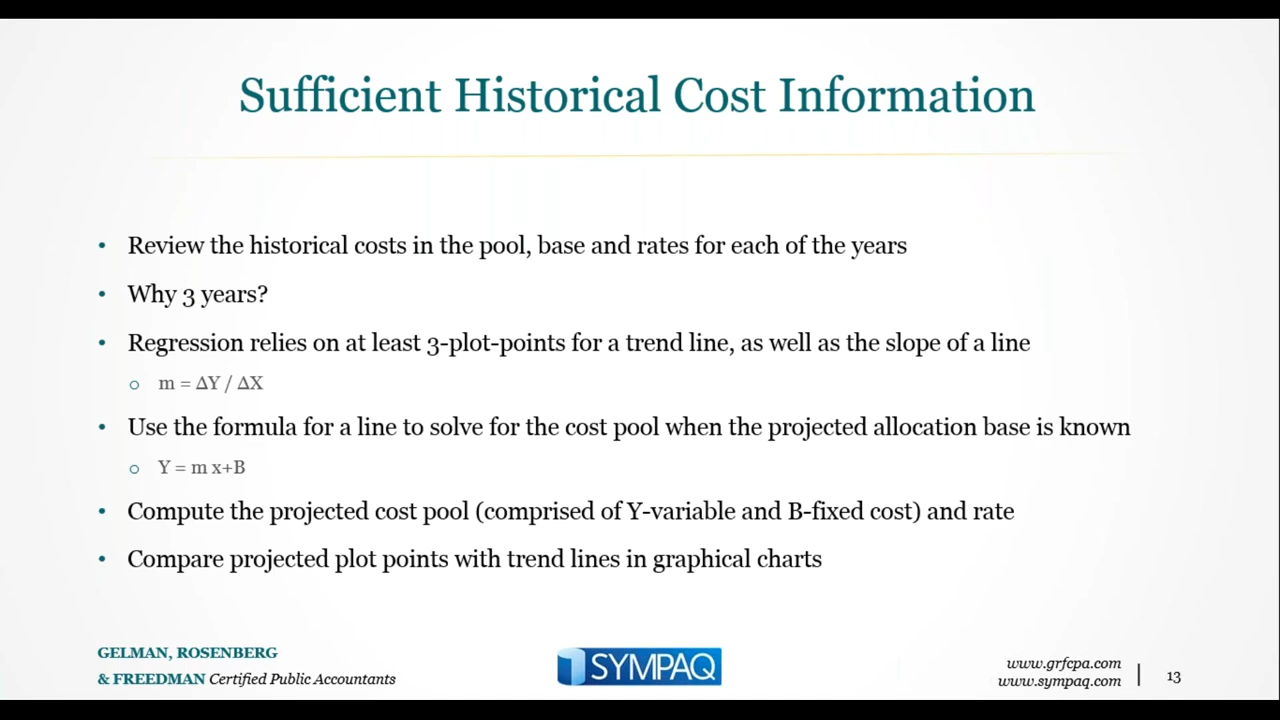 Sufficient Historical Cost Information
• Review the historical costs in the pool, base and rates for each of the years
• Why 3 years?
• Regression relies on at least 3-plot-points for a trend line, as well as the slope of a line
o m = ΔY / ΔX
• Use the formula for a line to solve for the cost pool when the projected allocation base is known
o Y = m x+B
• Compute the projected cost pool (comprised of Y-variable and B-fixed cost) and rate
• Compare projected plot points with trend lines in graphical charts
GELMAN, ROSENBERG
& FREEDMAN Certified Public Accountants
SYMPAQ
www.grfcpa.com
www.sympaq.com
13